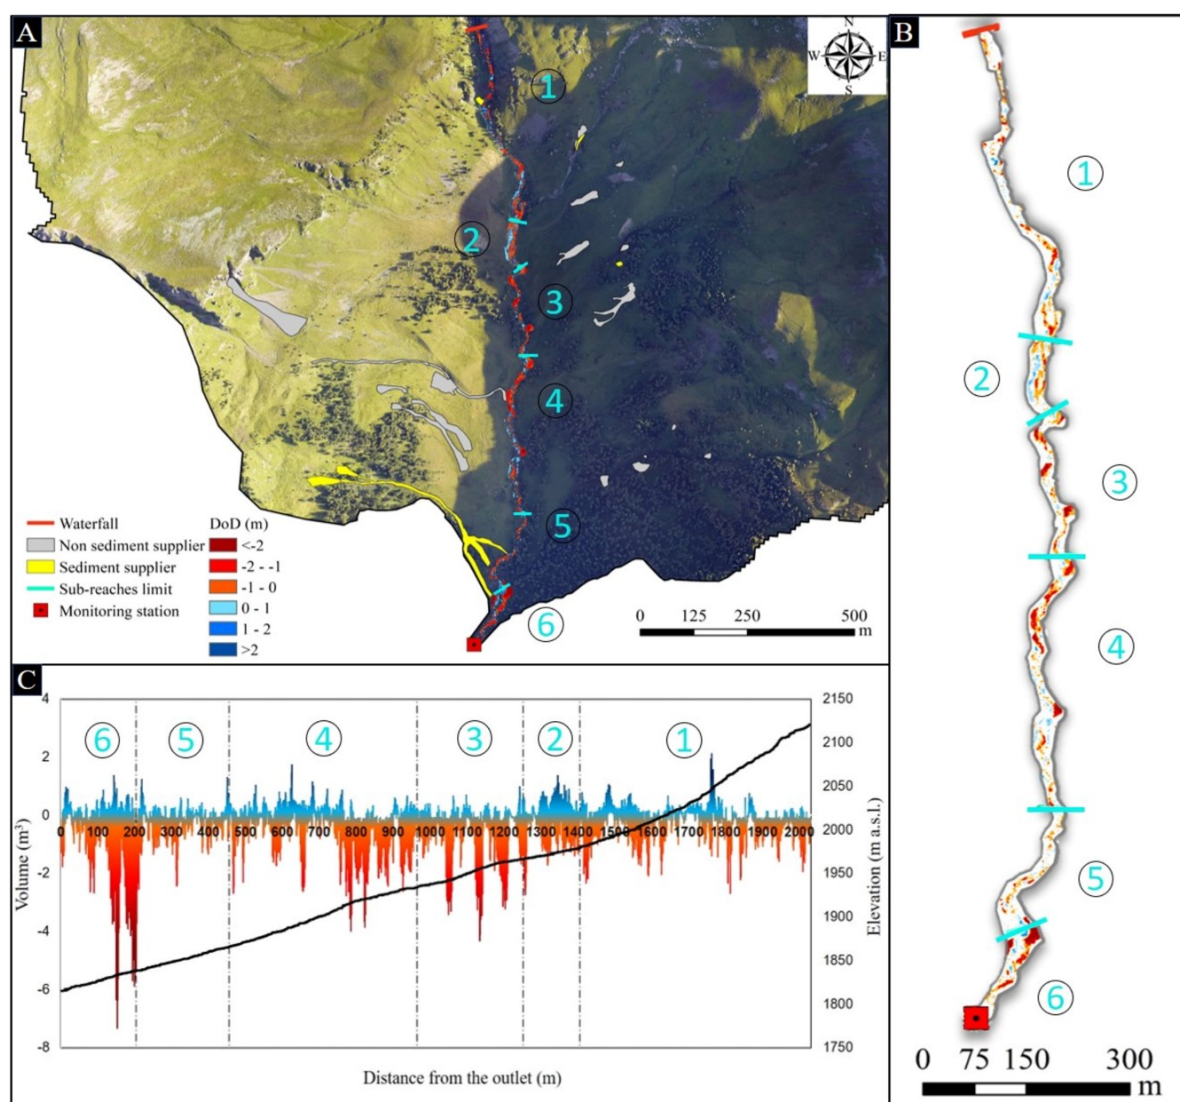 A
N
W
E
S
1
2
3
4
5
6
Waterfall
Non sediment supplier
Sediment supplier
Sub-reaches limit
Monitoring station
DoD (m)
<-2
-2 - -1
-1 - 0
0 - 1
1 - 2
>2
0 125 250 500
m
B
1
2
3
4
5
6
0 75 150 300
m
C
6 5 4 3 2 1
4
2
0
-2
-4
-6
-8
Volume (m³)
0 100 200 300 400 500 600 700 800 900 1000 1100 1200 1300 1400 1500 1600 1700 1800 1900 2000
2150
2100
2050
2000
1950
1900
1850
1800
1750
Elevation (m a.s.l.)
Distance from the outlet (m)